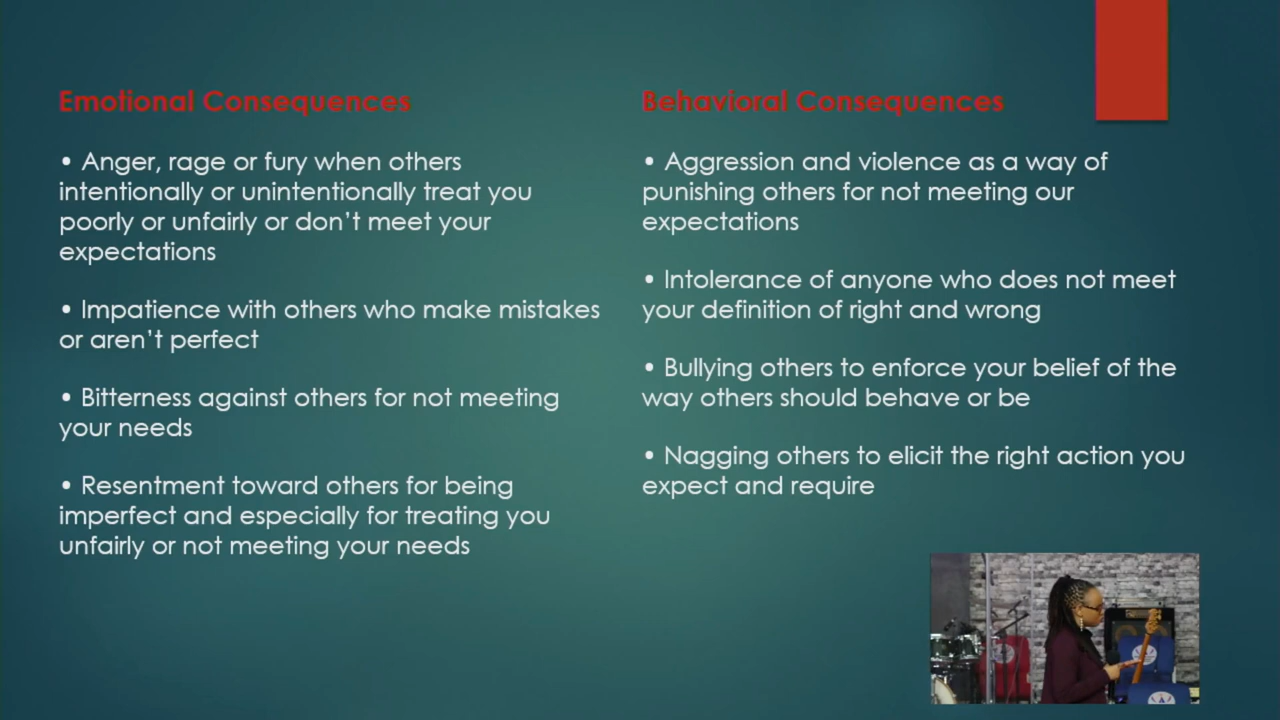 Emotional Consequences
• Anger, rage or fury when others
intentionally or unintentionally treat you
poorly or unfairly or don't meet your
expectations
• Impatience with others who make mistakes
or aren't perfect
• Bitterness against others for not meeting
your needs
• Resentment toward others for being
imperfect and especially for treating you
unfairly or not meeting your needs
Behavioral Consequences
• Aggression and violence as a way of
punishing others for not meeting our
expectations
• Intolerance of anyone who does not meet
your definition of right and wrong
• Bullying others to enforce your belief of the
way others should behave or be
• Nagging others to elicit the right action you
expect and require